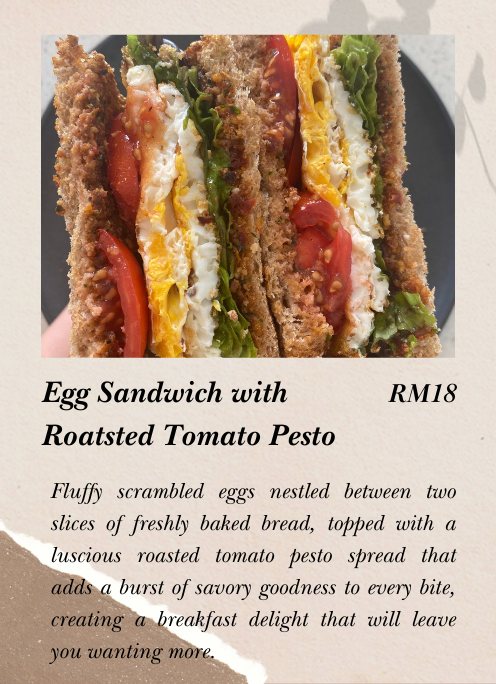 Egg Sandwich with RM18
Roatsted Tomato Pesto
Fluffy scrambled eggs nestled between two
slices of freshly baked bread, topped with a
luscious roasted tomato pesto spread that
adds a burst of savory goodness to every bite,
creating a breakfast delight that will leave
you wanting more.